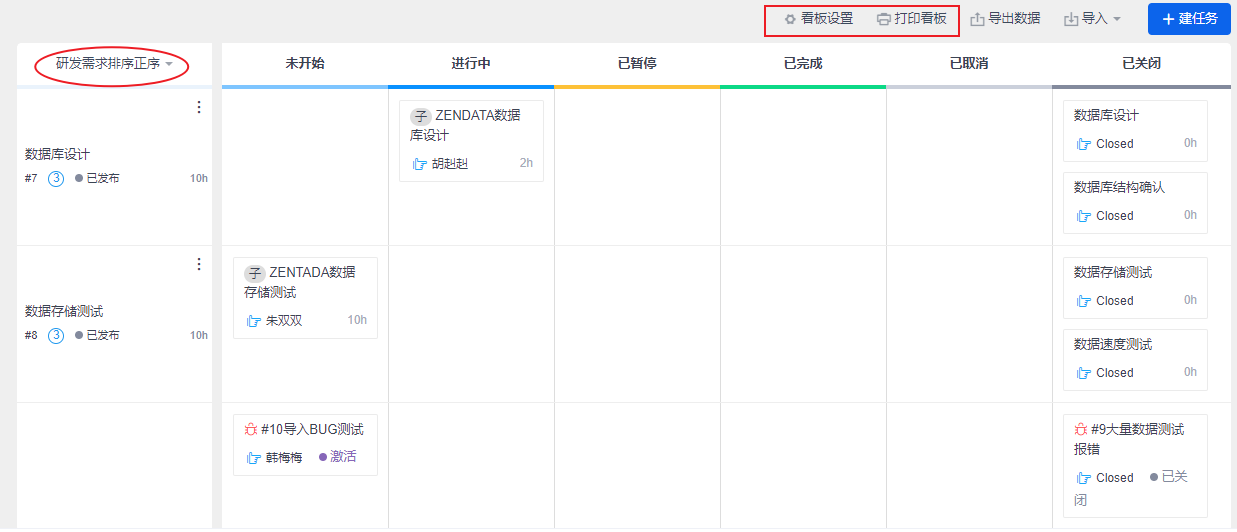 看板设置 打印看板 导出数据 导入 + 建任务
研发需求排序正序 未开始 进行中 已暂停 已完成 已取消 已关闭
数据库设计
#7 3 已发布 10h
子 ZENDATA数据
库设计
胡赳赳 2h
数据库设计
Closed 0h
数据库结构确认
Closed 0h
数据存储测试
#8 3 已发布 10h
子 ZENTADA数据
存储测试
朱双双 10h
数据存储测试
Closed 0h
数据速度测试
Closed 0h
#10导入BUG测试
韩梅梅 激活
#9大量数据测试
报错
Closed 已关
闭